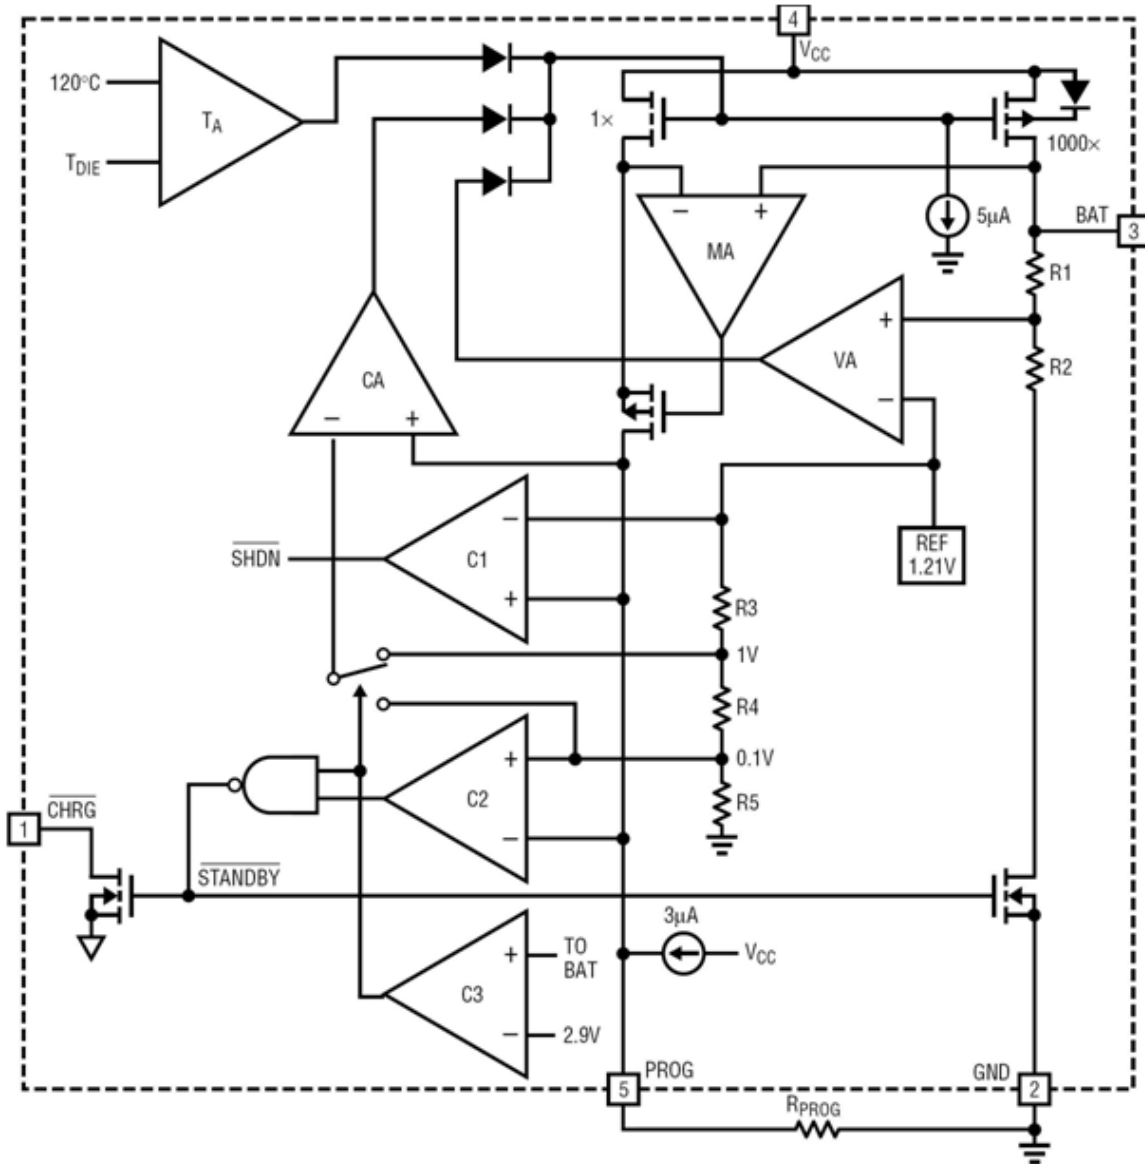 4
VCC
120°C
TA
TDIE
1×
1000×
− +
MA
5μA
BAT
3
R1
+
VA
−
R2
CA
− +
REF
1.21V
SHDN
−
C1
+
R3
1V
R4
+
C2
−
0.1V
R5
CHRG
1
STANDBY
3μA
VCC
+
TO
BAT
C3
−
2.9V
PROG
5
GND
2
RPROG